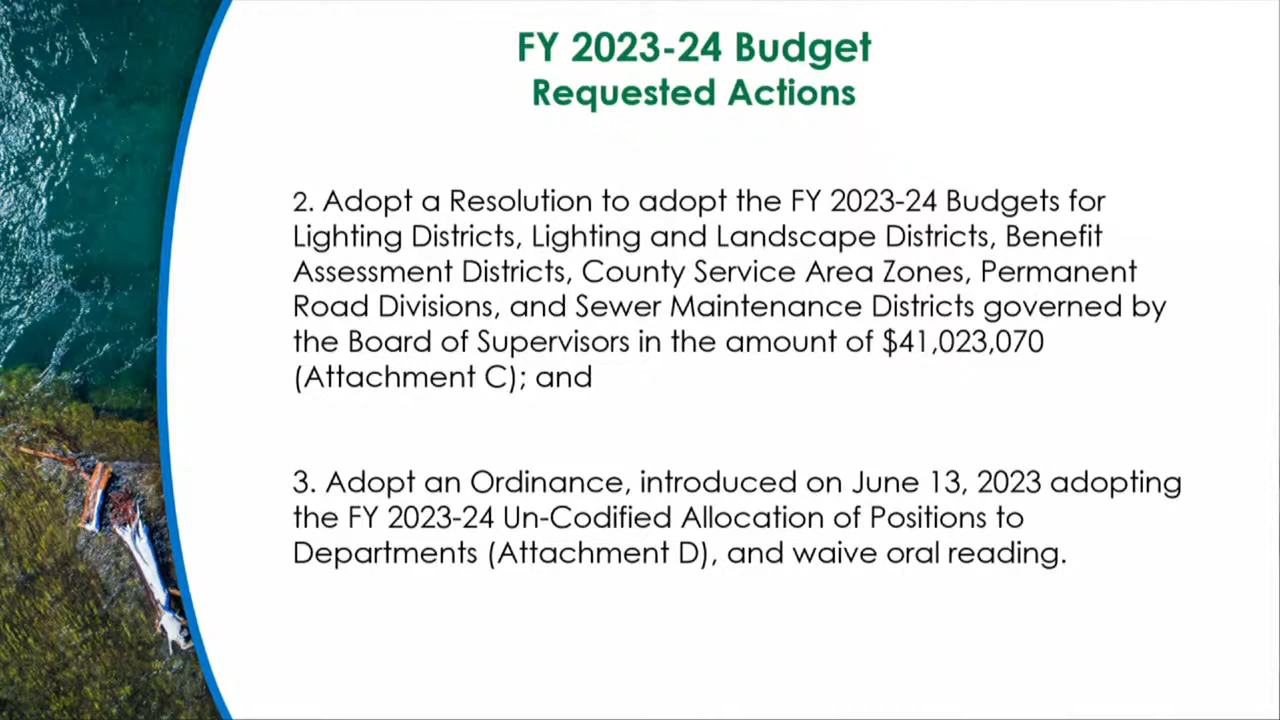 FY 2023-24 Budget
Requested Actions
2. Adopt a Resolution to adopt the FY 2023-24 Budgets for
Lighting Districts, Lighting and Landscape Districts, Benefit
Assessment Districts, County Service Area Zones, Permanent
Road Divisions, and Sewer Maintenance Districts governed by
the Board of Supervisors in the amount of $41,023,070
(Attachment C); and
3. Adopt an Ordinance, introduced on June 13, 2023 adopting
the FY 2023-24 Un-Codified Allocation of Positions to
Departments (Attachment D), and waive oral reading.